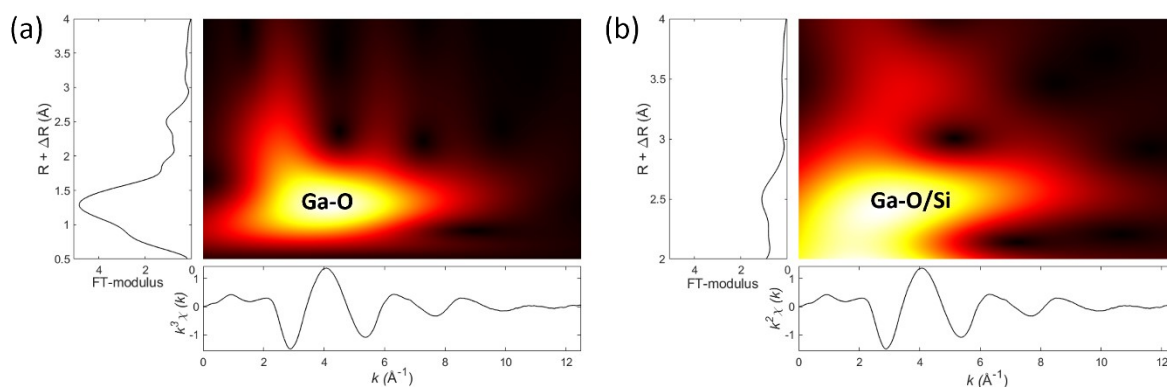 (a)
4
3.5
3
2.5
2
1.5
1
0.5
R + ΔR (Å)
4 2 0
FT-modulus
Ga-O
1
0
-1
k³χ (k)
0 2 4 6 8 10 12
k (Å⁻¹)
(b)
4
3.5
3
2.5
2
R + ΔR (Å)
4 2 0
FT-modulus
Ga-O/Si
1
0
-1
k²χ (k)
0 2 4 6 8 10 12
k (Å⁻¹)